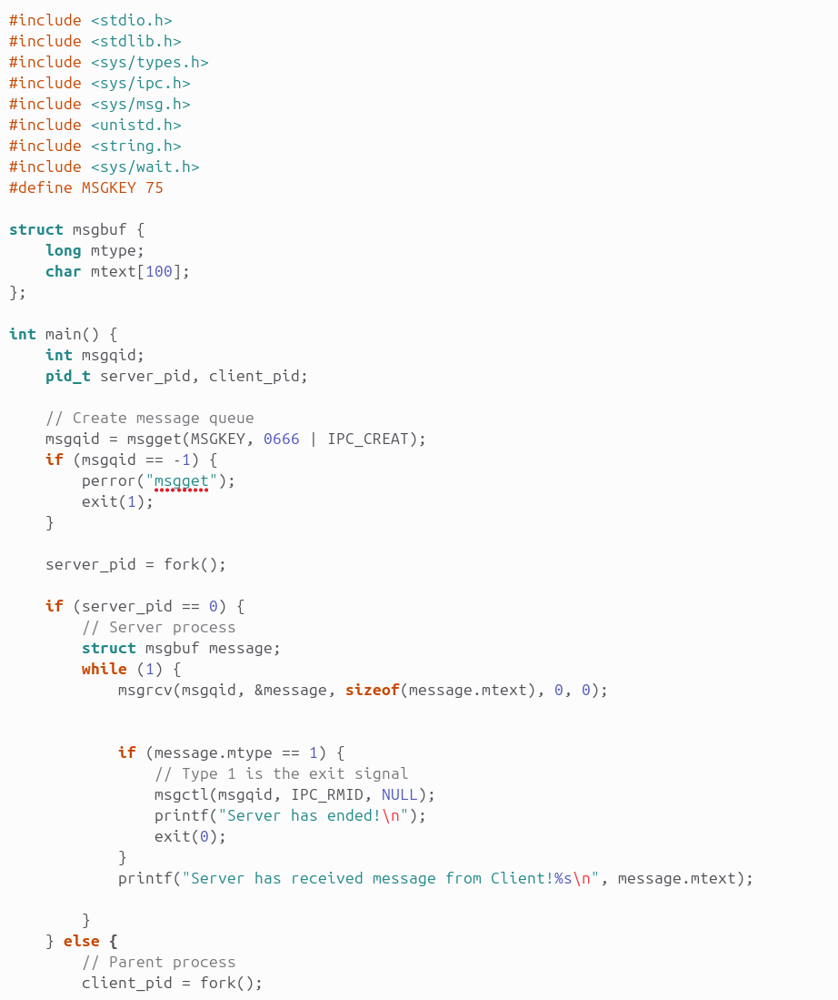 #include <stdio.h>
#include <stdlib.h>
#include <sys/types.h>
#include <sys/ipc.h>
#include <sys/msg.h>
#include <unistd.h>
#include <string.h>
#include <sys/wait.h>
#define MSGKEY 75

struct msgbuf {
    long mtype;
    char mtext[100];
};

int main() {
    int msgqid;
    pid_t server_pid, client_pid;

    // Create message queue
    msgqid = msgget(MSGKEY, 0666 | IPC_CREAT);
    if (msgqid == -1) {
        perror("msgget");
        exit(1);
    }

    server_pid = fork();

    if (server_pid == 0) {
        // Server process
        struct msgbuf message;
        while (1) {
            msgrcv(msgqid, &message, sizeof(message.mtext), 0, 0);


            if (message.mtype == 1) {
                // Type 1 is the exit signal
                msgctl(msgqid, IPC_RMID, NULL);
                printf("Server has ended!\n");
                exit(0);
            }
            printf("Server has received message from Client!%s\n", message.mtext);

        }
    } else {
        // Parent process
        client_pid = fork();